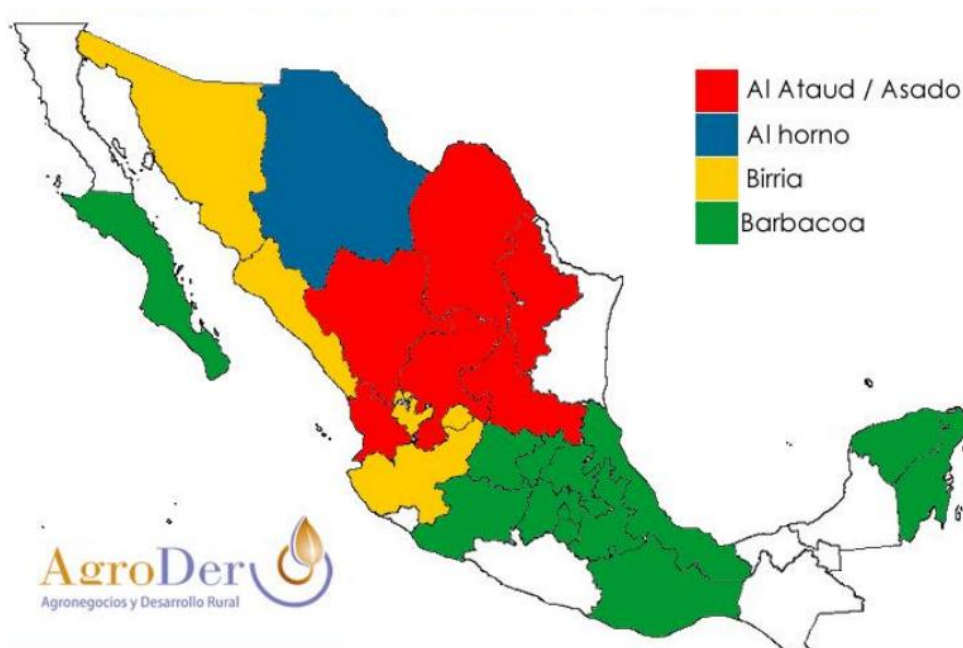 Al Ataud / Asado
Al horno
Birria
Barbacoa
AgroDer
Agronegocios y Desarrollo Rural